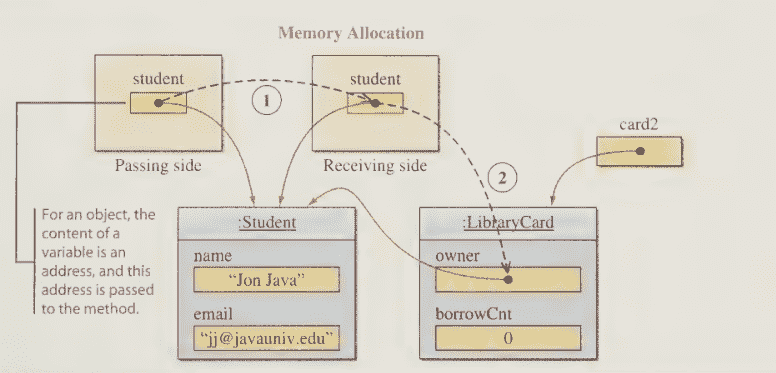 Memory Allocation
student
student
1
card2
Passing side
Receiving side
2
For an object, the
content of a
variable is an
address, and this
address is passed
to the method.
:Student
name
"Jon Java"
email
"jj@javauniv.edu"
:LibraryCard
owner
borrowCnt
0